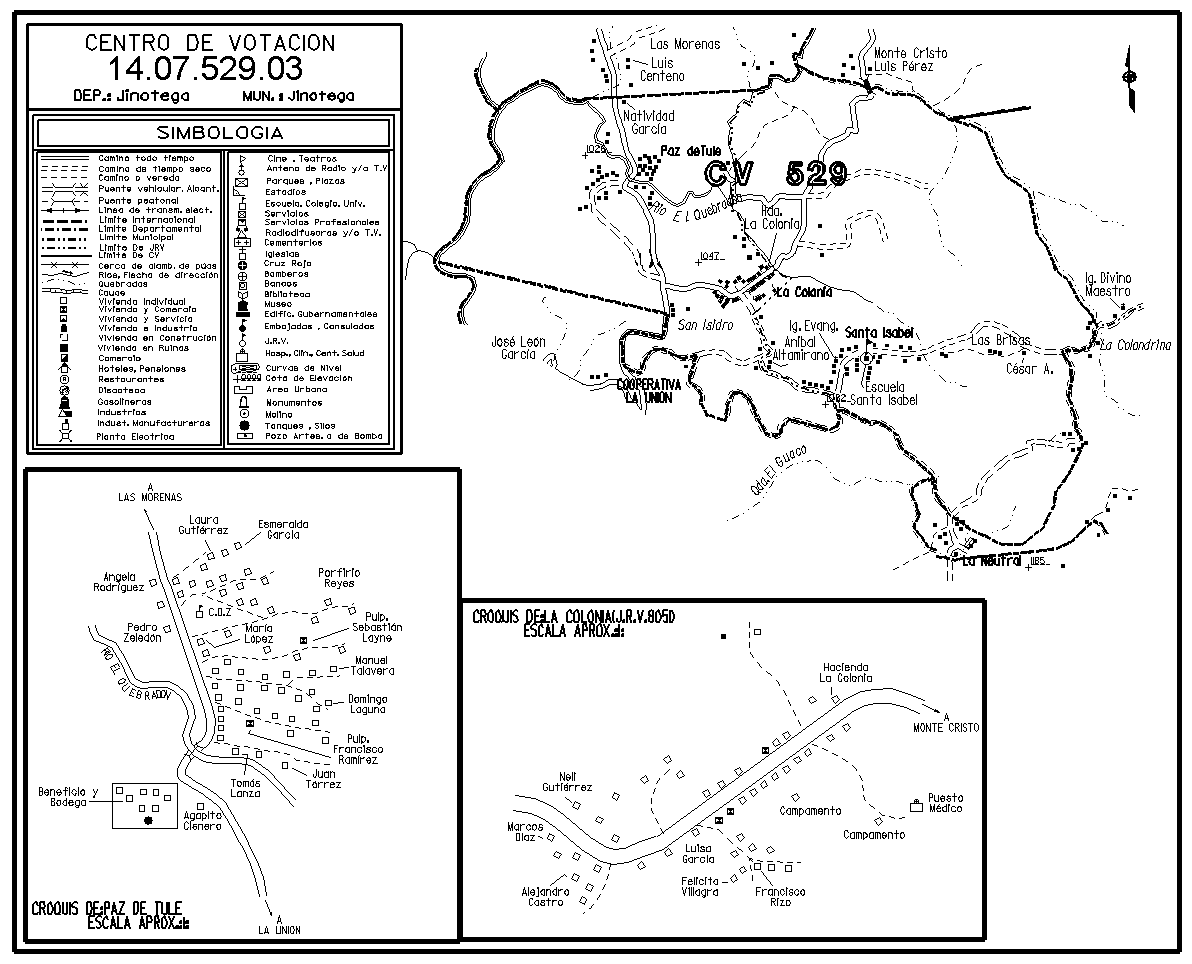 CENTRO DE VOTACION
14.07.529.03
DEP.: Jinotega MUN. : Jinotega
SIMBOLOGIA
Camino todo tiempo
Camino de tiempo seco
Camino o vereda
Puente vehicular. Alcant.
Puente peatonal
Linea de transm. elect.
Limite Internacional
Limite Departamental
Limite Municipal
Limite De JRV
Limite De CV
Cerca de alamb. de púas
Rios, Flecha de dirección
Quebradas
Cauce
Vivienda Individual
Vivienda y Comercio
Vivienda y Servicio
Vivienda e Industria
Vivienda en Construción
Vivienda en Ruinas
Comercio
Hoteles, Pensiones
Restaurantes
Discoteca
Gasolineras
Industrias
Indust. Manufactureras
Planta Electrica
Cine . Teatros
Antena de Radio y/o T.V
Parques , Plazas
Estadios
Escuela. Colegio. Univ.
Servicios
Servicios Profesionales
Radiodifusoras y/o T.V.
Cementerios
Iglesias
Cruz Roja
Bomberos
Bancos
Biblioteca
Museo
Edific. Gubernamentales
Embajadas , Consulados
J.R.V.
Hosp., Clin., Cent. Salud
Curvas de Nivel
Cota de Elevacion
Area Urbana
Monumentos
Molino
Tanques , Silos
Pozo Artes. o de Bomba
Las Morenas
Luis
Centeno
Monte Cristo
Luis Pérez
Natividad
García
1026
Paz de Tule
CV 529
Río El Quebradon
Hda.
La Colonia
1047
La Colonia
San Isidro
Ig. Divino
Maestro
José León
García
Ig. Evang.
Aníbal
Altamirano
Santa Isabel
Las Brisas
La Colondrina
César A.
COOPERATIVA
LA UNION
Escuela
Santa Isabel
Qda. El Guaco
La Neutral
1185
A
LAS MORENAS
Laura
Gutiérrez
Esmeralda
García
Angela
Rodríguez
Porfirio
Reyes
C.D.Z
Pedro
Zeledón
María
López
Pulp.
Sebastián
Layne
RIO EL QUEBRADON
Manuel
Talavera
Domingo
Laguna
Pulp.
Francisco
Ramírez
Juan
Tórrez
Tomás
Lanza
Beneficio y
Bodega
Agapito
Cienero
CROQUIS DE:PAZ DE TULE
ESCALA APROX.:
A
LA UNION
CROQUIS DE:LA COLONIA(J.R.V.8051)
ESCALA APROX.:
Hacienda
La Colonia
A
MONTE CRISTO
Neli
Gutiérrez
Marcos
Díaz
Campamento
Puesto
Médico
Campamento
Luisa
García
Alejandro
Castro
Felicita
Villagra
Francisco
Rizo